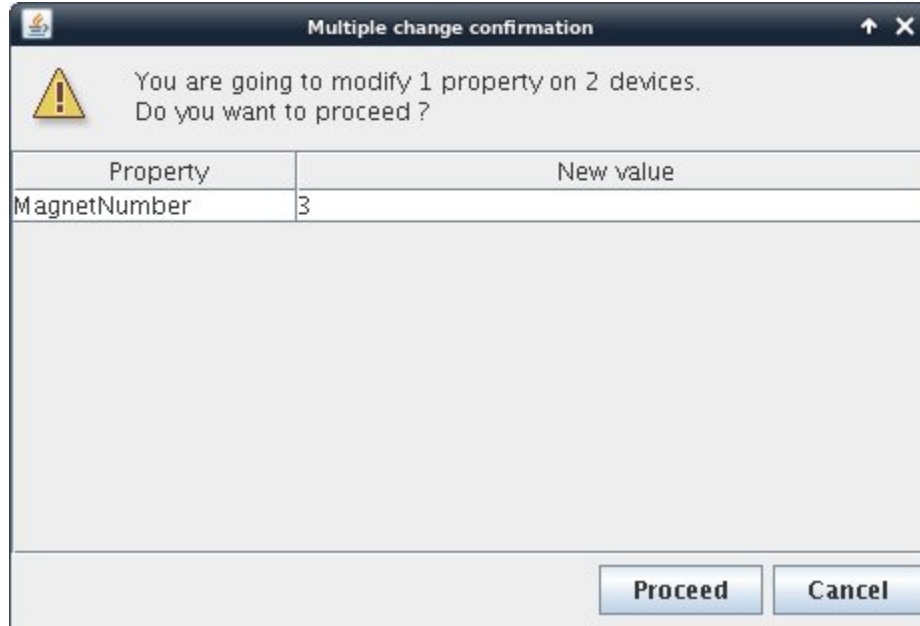 Multiple change confirmation
You are going to modify 1 property on 2 devices.
Do you want to proceed ?
Property New value
MagnetNumber 3
Proceed Cancel